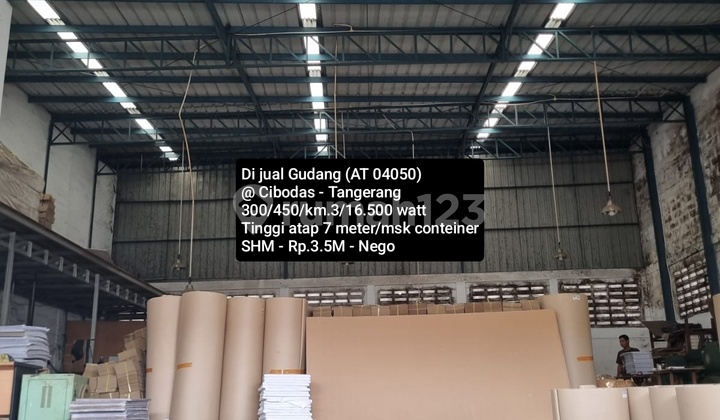 Di jual Gudang (AT 04050)
@ Cibodas - Tangerang
300/450/km.3/16.500 watt
Tinggi atap 7 meter/msk conteiner
SHM - Rp.3.5M - Nego